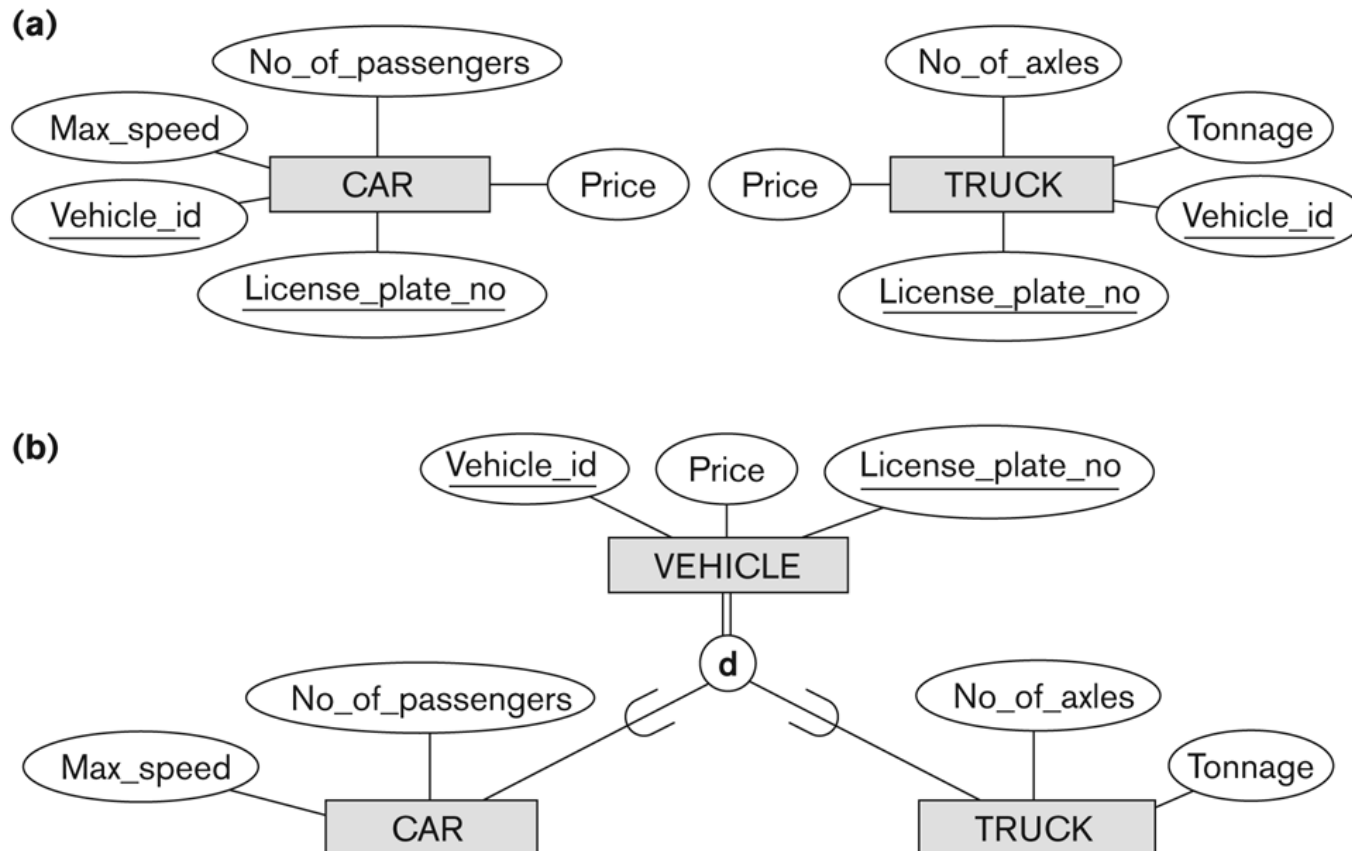 (a)
No_of_passengers
No_of_axles
Max_speed
Tonnage
CAR
Price
Price
TRUCK
Vehicle_id
Vehicle_id
License_plate_no
License_plate_no
(b)
Vehicle_id
Price
License_plate_no
VEHICLE
d
No_of_passengers
No_of_axles
Max_speed
Tonnage
CAR
TRUCK